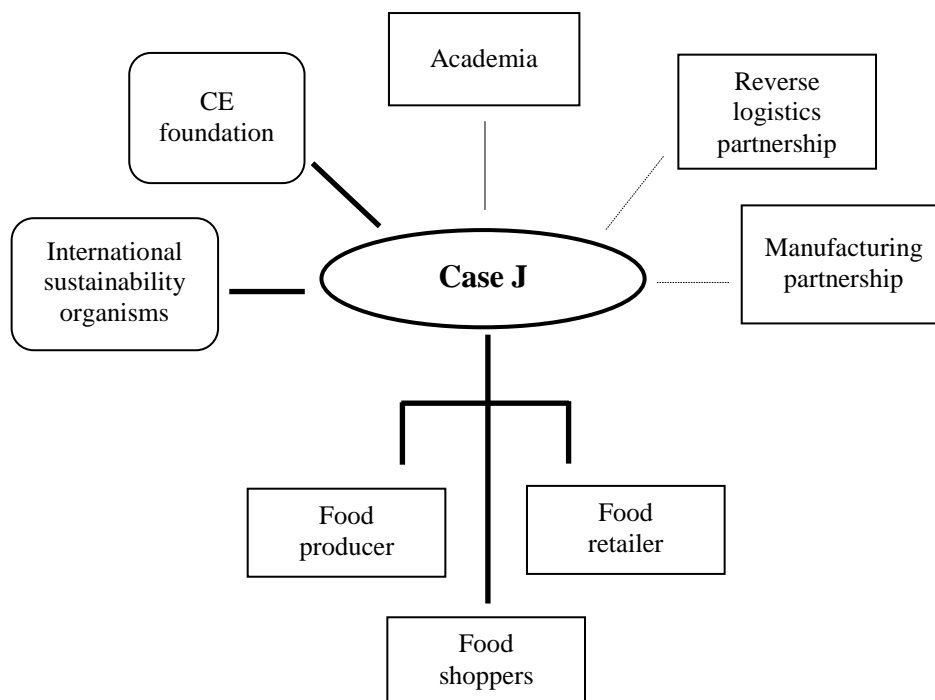 Academia
CE
foundation
Reverse
logistics
partnership
International
sustainability
organisms
Case J
Manufacturing
partnership
Food
producer
Food
retailer
Food
shoppers